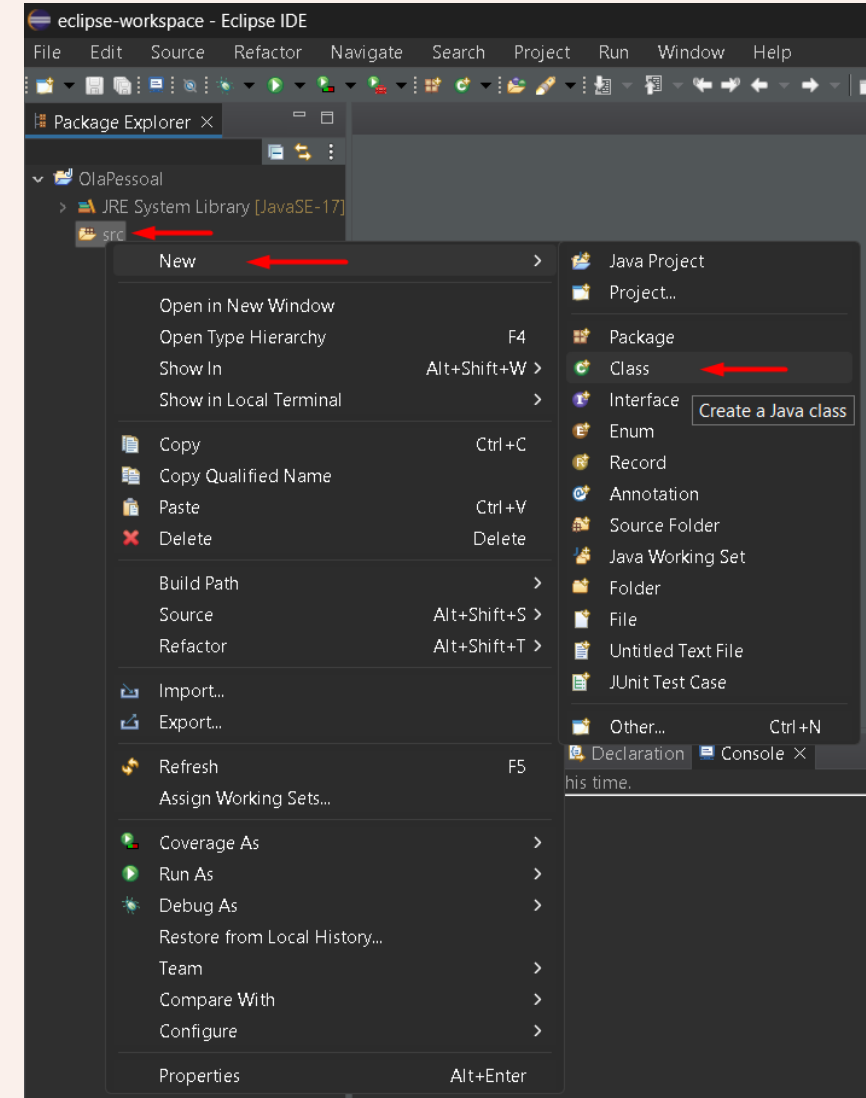 eclipse-workspace - Eclipse IDE
File Edit Source Refactor Navigate Search Project Run Window Help
Package Explorer
OlaPessoal
JRE System Library [JavaSE-17]
src
New
Open in New Window
Open Type Hierarchy F4
Show In Alt+Shift+W
Show in Local Terminal
Copy Ctrl+C
Copy Qualified Name
Paste Ctrl+V
Delete Delete
Build Path
Source Alt+Shift+S
Refactor Alt+Shift+T
Import...
Export...
Refresh F5
Assign Working Sets...
Coverage As
Run As
Debug As
Restore from Local History...
Team
Compare With
Configure
Properties Alt+Enter
Java Project
Project...
Package
Class
Interface
Create a Java class
Enum
Record
Annotation
Source Folder
Java Working Set
Folder
File
Untitled Text File
JUnit Test Case
Other... Ctrl+N
Declaration Console
his time.